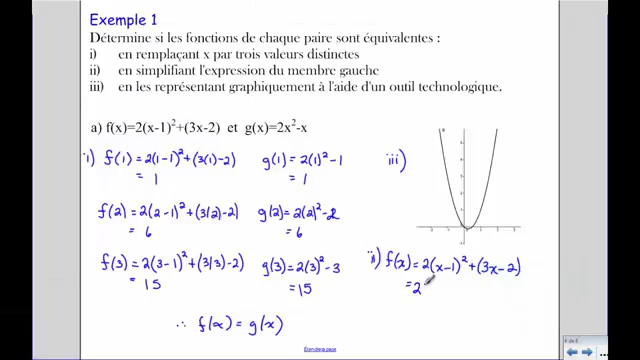 Exemple 1
Détermine si les fonctions de chaque paire sont équivalentes :
i) en remplaçant x par trois valeurs distinctes
ii) en simplifiant l'expression du membre gauche
iii) en les représentant graphiquement à l'aide d'un outil technologique.
a) f(x)=2(x-1)²+(3x-2) et g(x)=2x²-x
i) f(1) = 2(1-1)² + (3(1)-2)
= 1
g(1) = 2(1)² - 1
= 1
f(2) = 2(2-1)² + (3(2)-2)
= 6
g(2) = 2(2)² - 2
= 6
f(3) = 2(3-1)² + (3(3)-2)
= 15
g(3) = 2(3)² - 3
= 15
∴ f(x) = g(x)
iii)
ii) f(x) = 2(x-1)² + (3x-2)
= 2